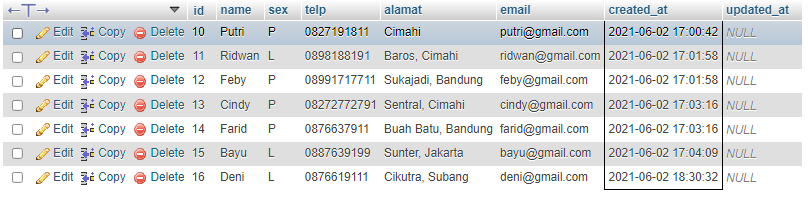 id name sex telp alamat email created_at updated_at
Edit Copy Delete 10 Putri P 0827191811 Cimahi putri@gmail.com 2021-06-02 17:00:42 NULL
Edit Copy Delete 11 Ridwan L 0898188191 Baros, Cimahi ridwan@gmail.com 2021-06-02 17:01:58 NULL
Edit Copy Delete 12 Feby P 08991717711 Sukajadi, Bandung feby@gmail.com 2021-06-02 17:01:58 NULL
Edit Copy Delete 13 Cindy P 08272772791 Sentral, Cimahi cindy@gmail.com 2021-06-02 17:03:16 NULL
Edit Copy Delete 14 Farid P 0876637911 Buah Batu, Bandung farid@gmail.com 2021-06-02 17:03:16 NULL
Edit Copy Delete 15 Bayu L 0887639199 Sunter, Jakarta bayu@gmail.com 2021-06-02 17:04:09 NULL
Edit Copy Delete 16 Deni L 0876619111 Cikutra, Subang deni@gmail.com 2021-06-02 18:30:32 NULL